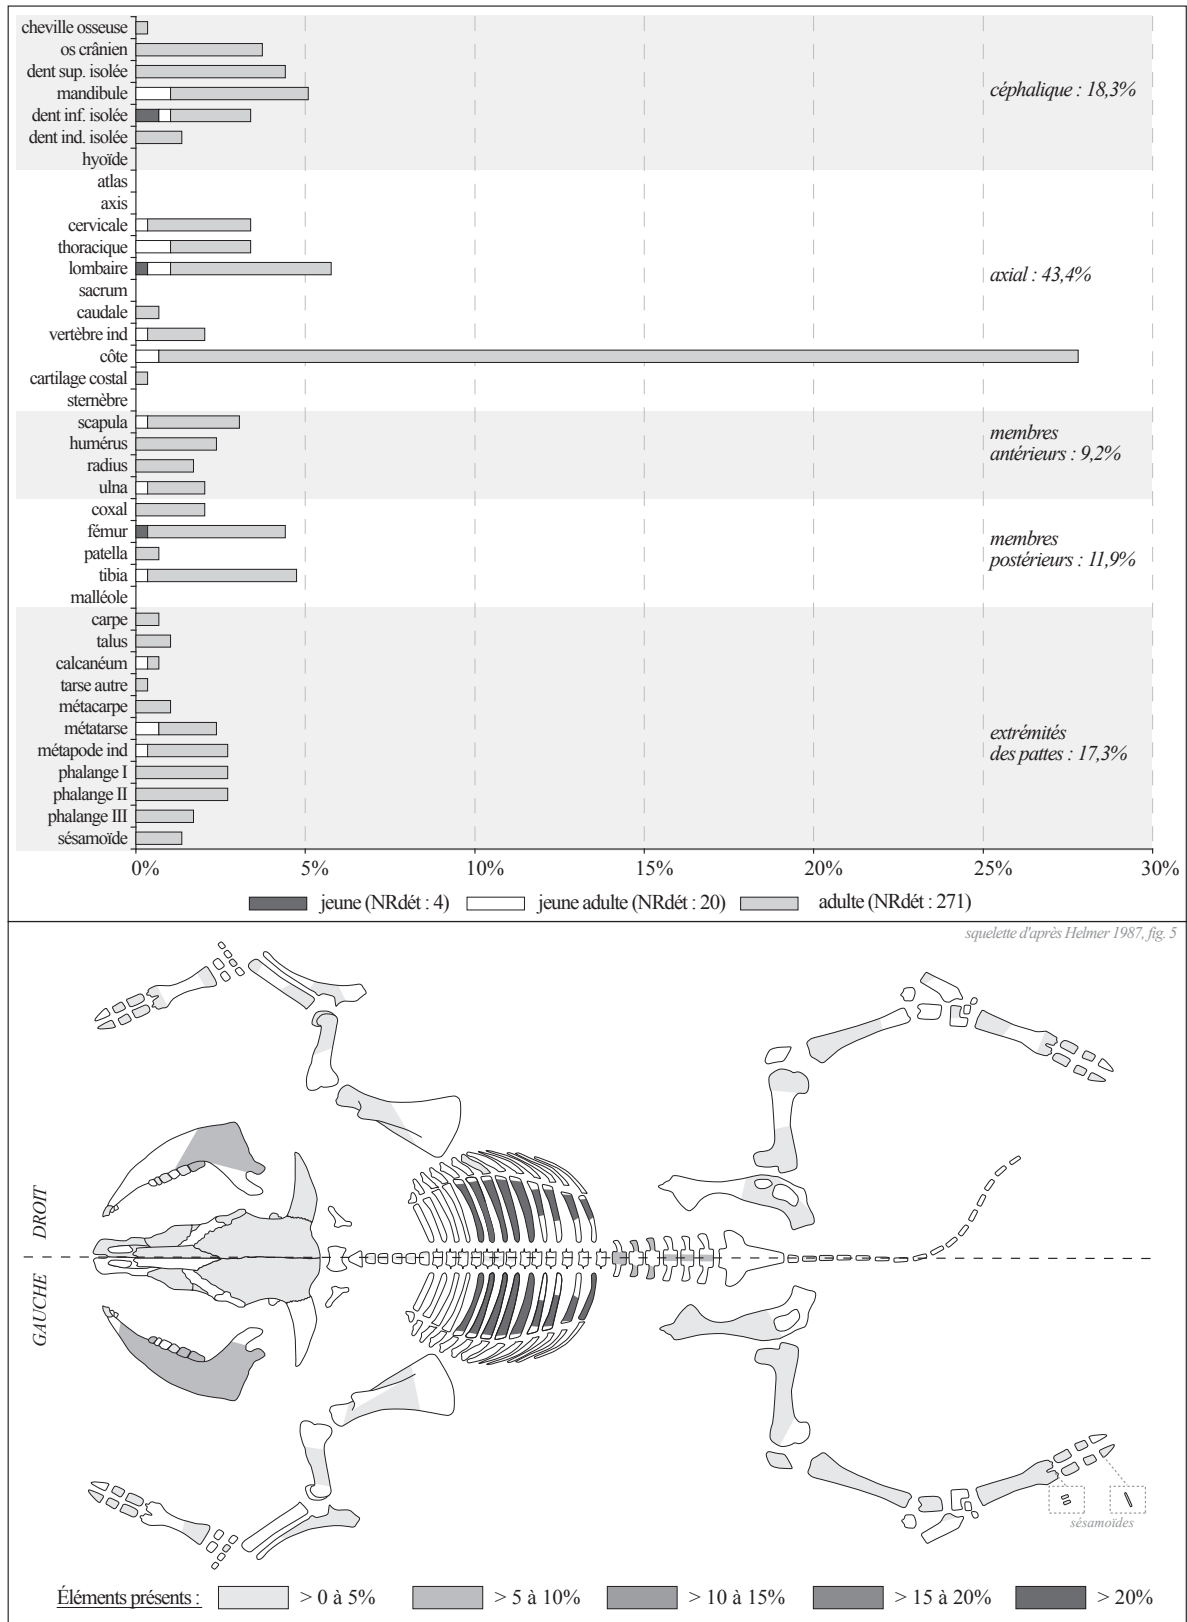 cheville osseuse
os crânien
dent sup. isolée
mandibule
dent inf. isolée
dent ind. isolée
hyoïde
céphalique : 18,3%
atlas
axis
cervicale
thoracique
lombaire
sacrum
caudale
vertèbre ind
côte
cartilage costal
sternèbre
axial : 43,4%
scapula
humérus
radius
ulna
membres
antérieurs : 9,2%
coxal
fémur
patella
tibia
malléole
membres
postérieurs : 11,9%
carpe
talus
calcanéum
tarse autre
métacarpe
métatarse
métapode ind
phalange I
phalange II
phalange III
sésamoïde
extrémités
des pattes : 17,3%
0% 5% 10% 15% 20% 25% 30%
jeune (NRdét : 4) jeune adulte (NRdét : 20) adulte (NRdét : 271)
squelette d'après Helmer 1987, fig. 5
DROIT
GAUCHE
sésamoïdes
Éléments présents : > 0 à 5% > 5 à 10% > 10 à 15% > 15 à 20% > 20%